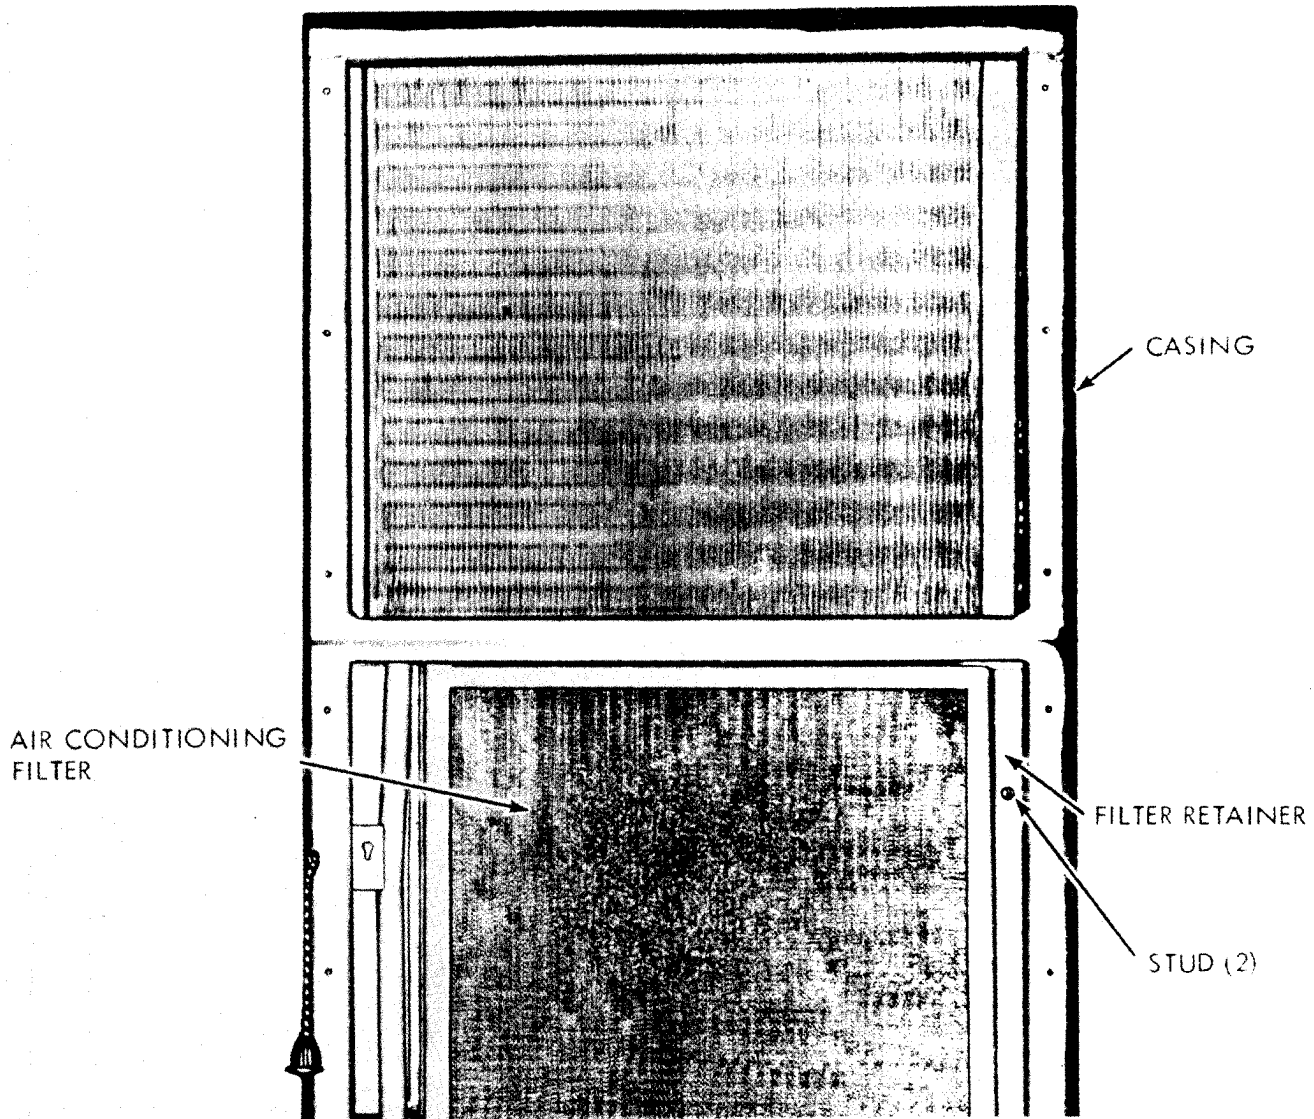 CASING
AIR CONDITIONING
FILTER
FILTER RETAINER
STUD (2)